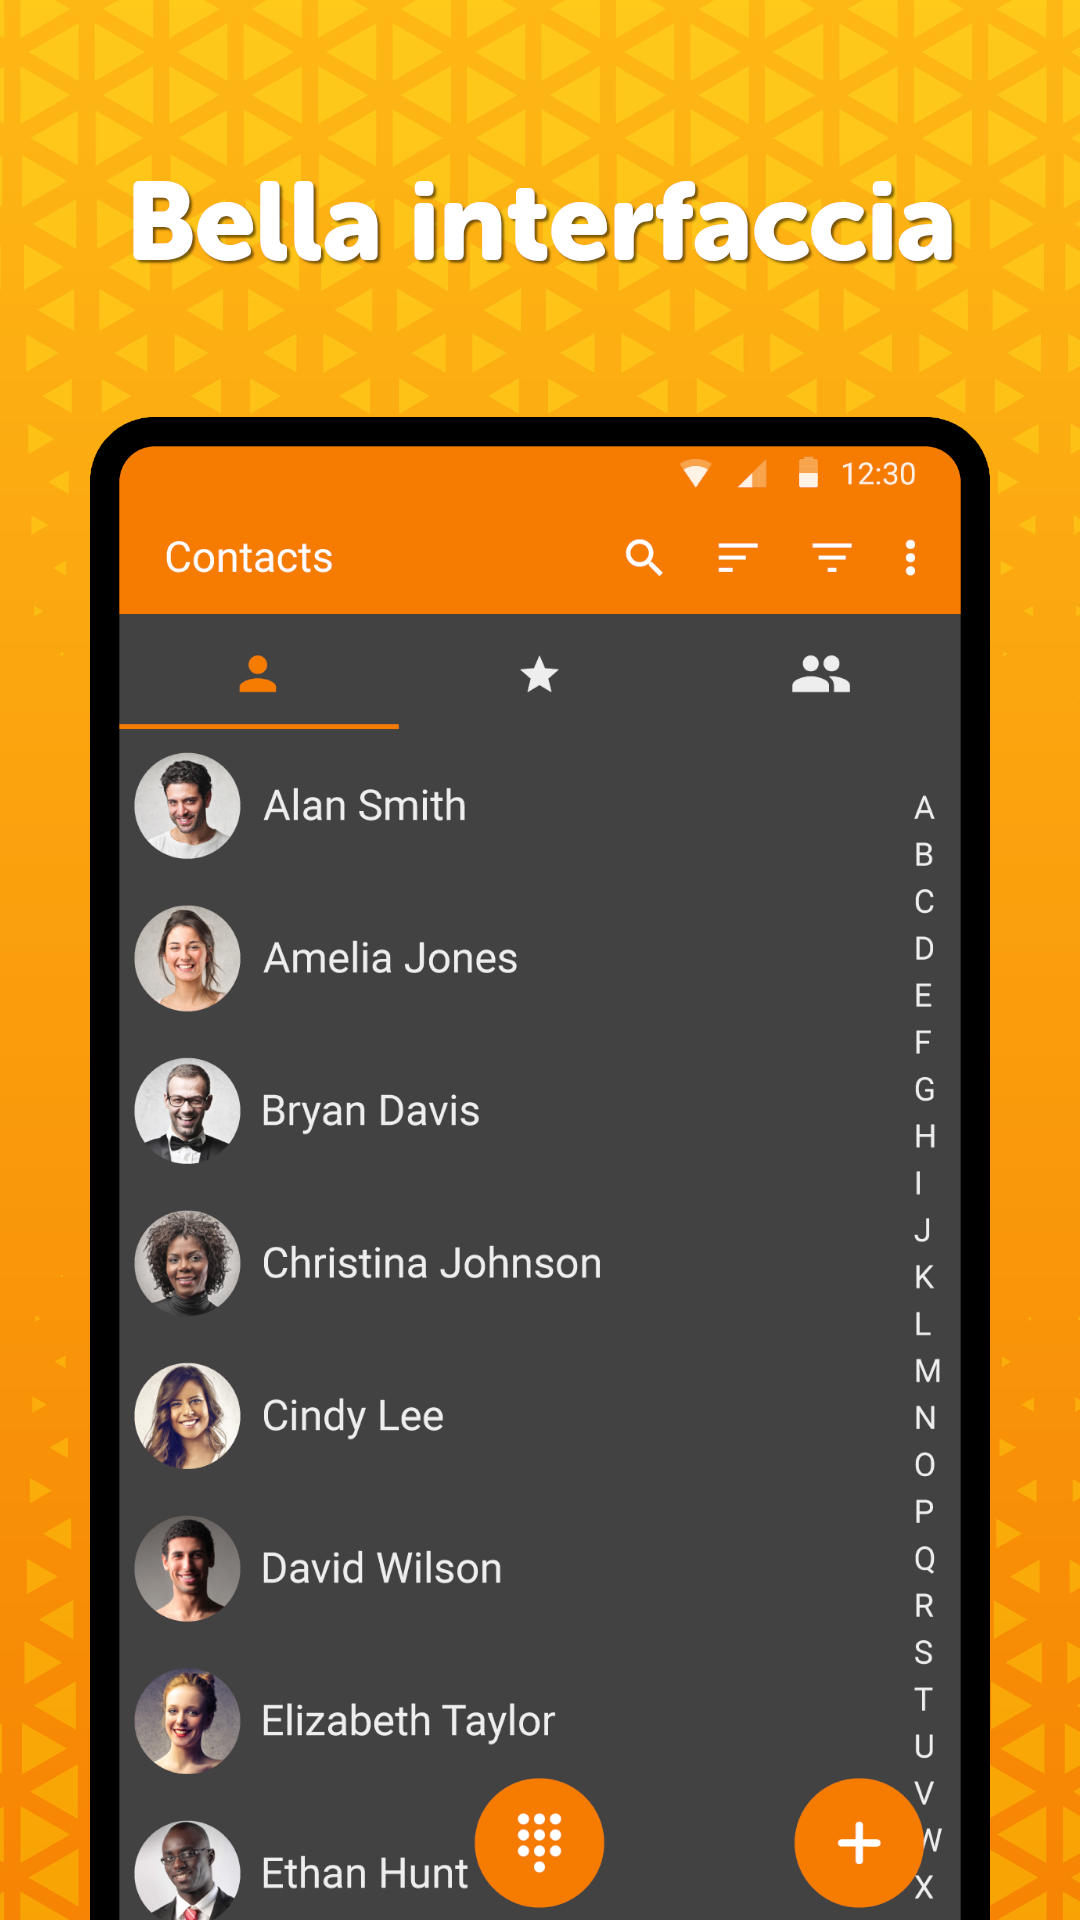 Bella interfaccia
12:30
Contacts
Alan Smith
Amelia Jones
Bryan Davis
Christina Johnson
Cindy Lee
David Wilson
Elizabeth Taylor
Ethan Hunt
A
B
C
D
E
F
G
H
I
J
K
L
M
N
O
P
Q
R
S
T
U
V
W
X